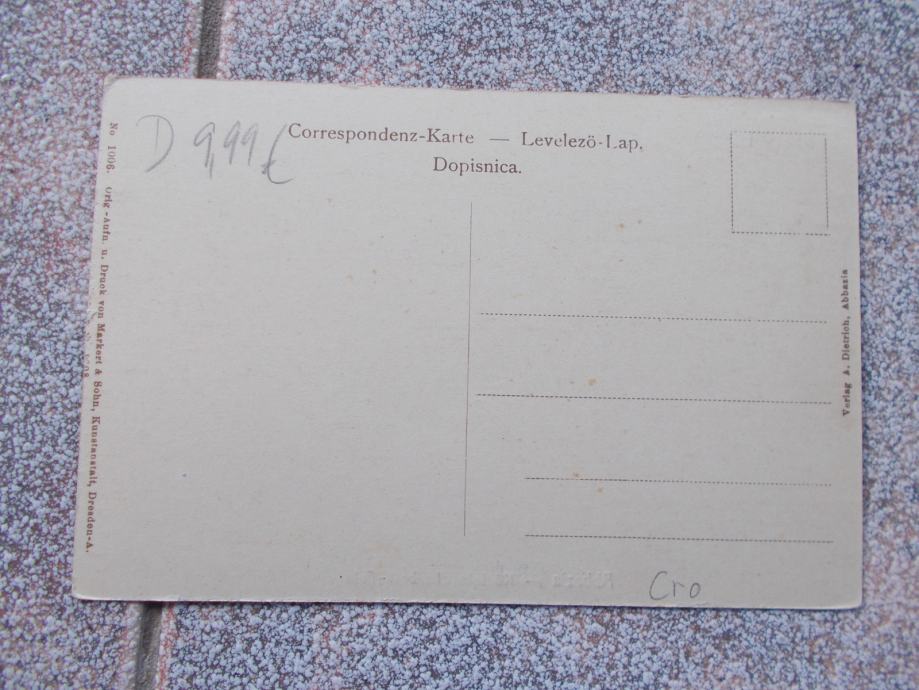 D 9,99 €
Correspondenz-Karte — Levelezö-Lap.
Dopisnica.
No 1006. Orig-Aufn. u. Druck von Markert & Sohn, Kunstanstalt, Dresden-A.
Verlag A. Dietrich, Abbazia
Cro